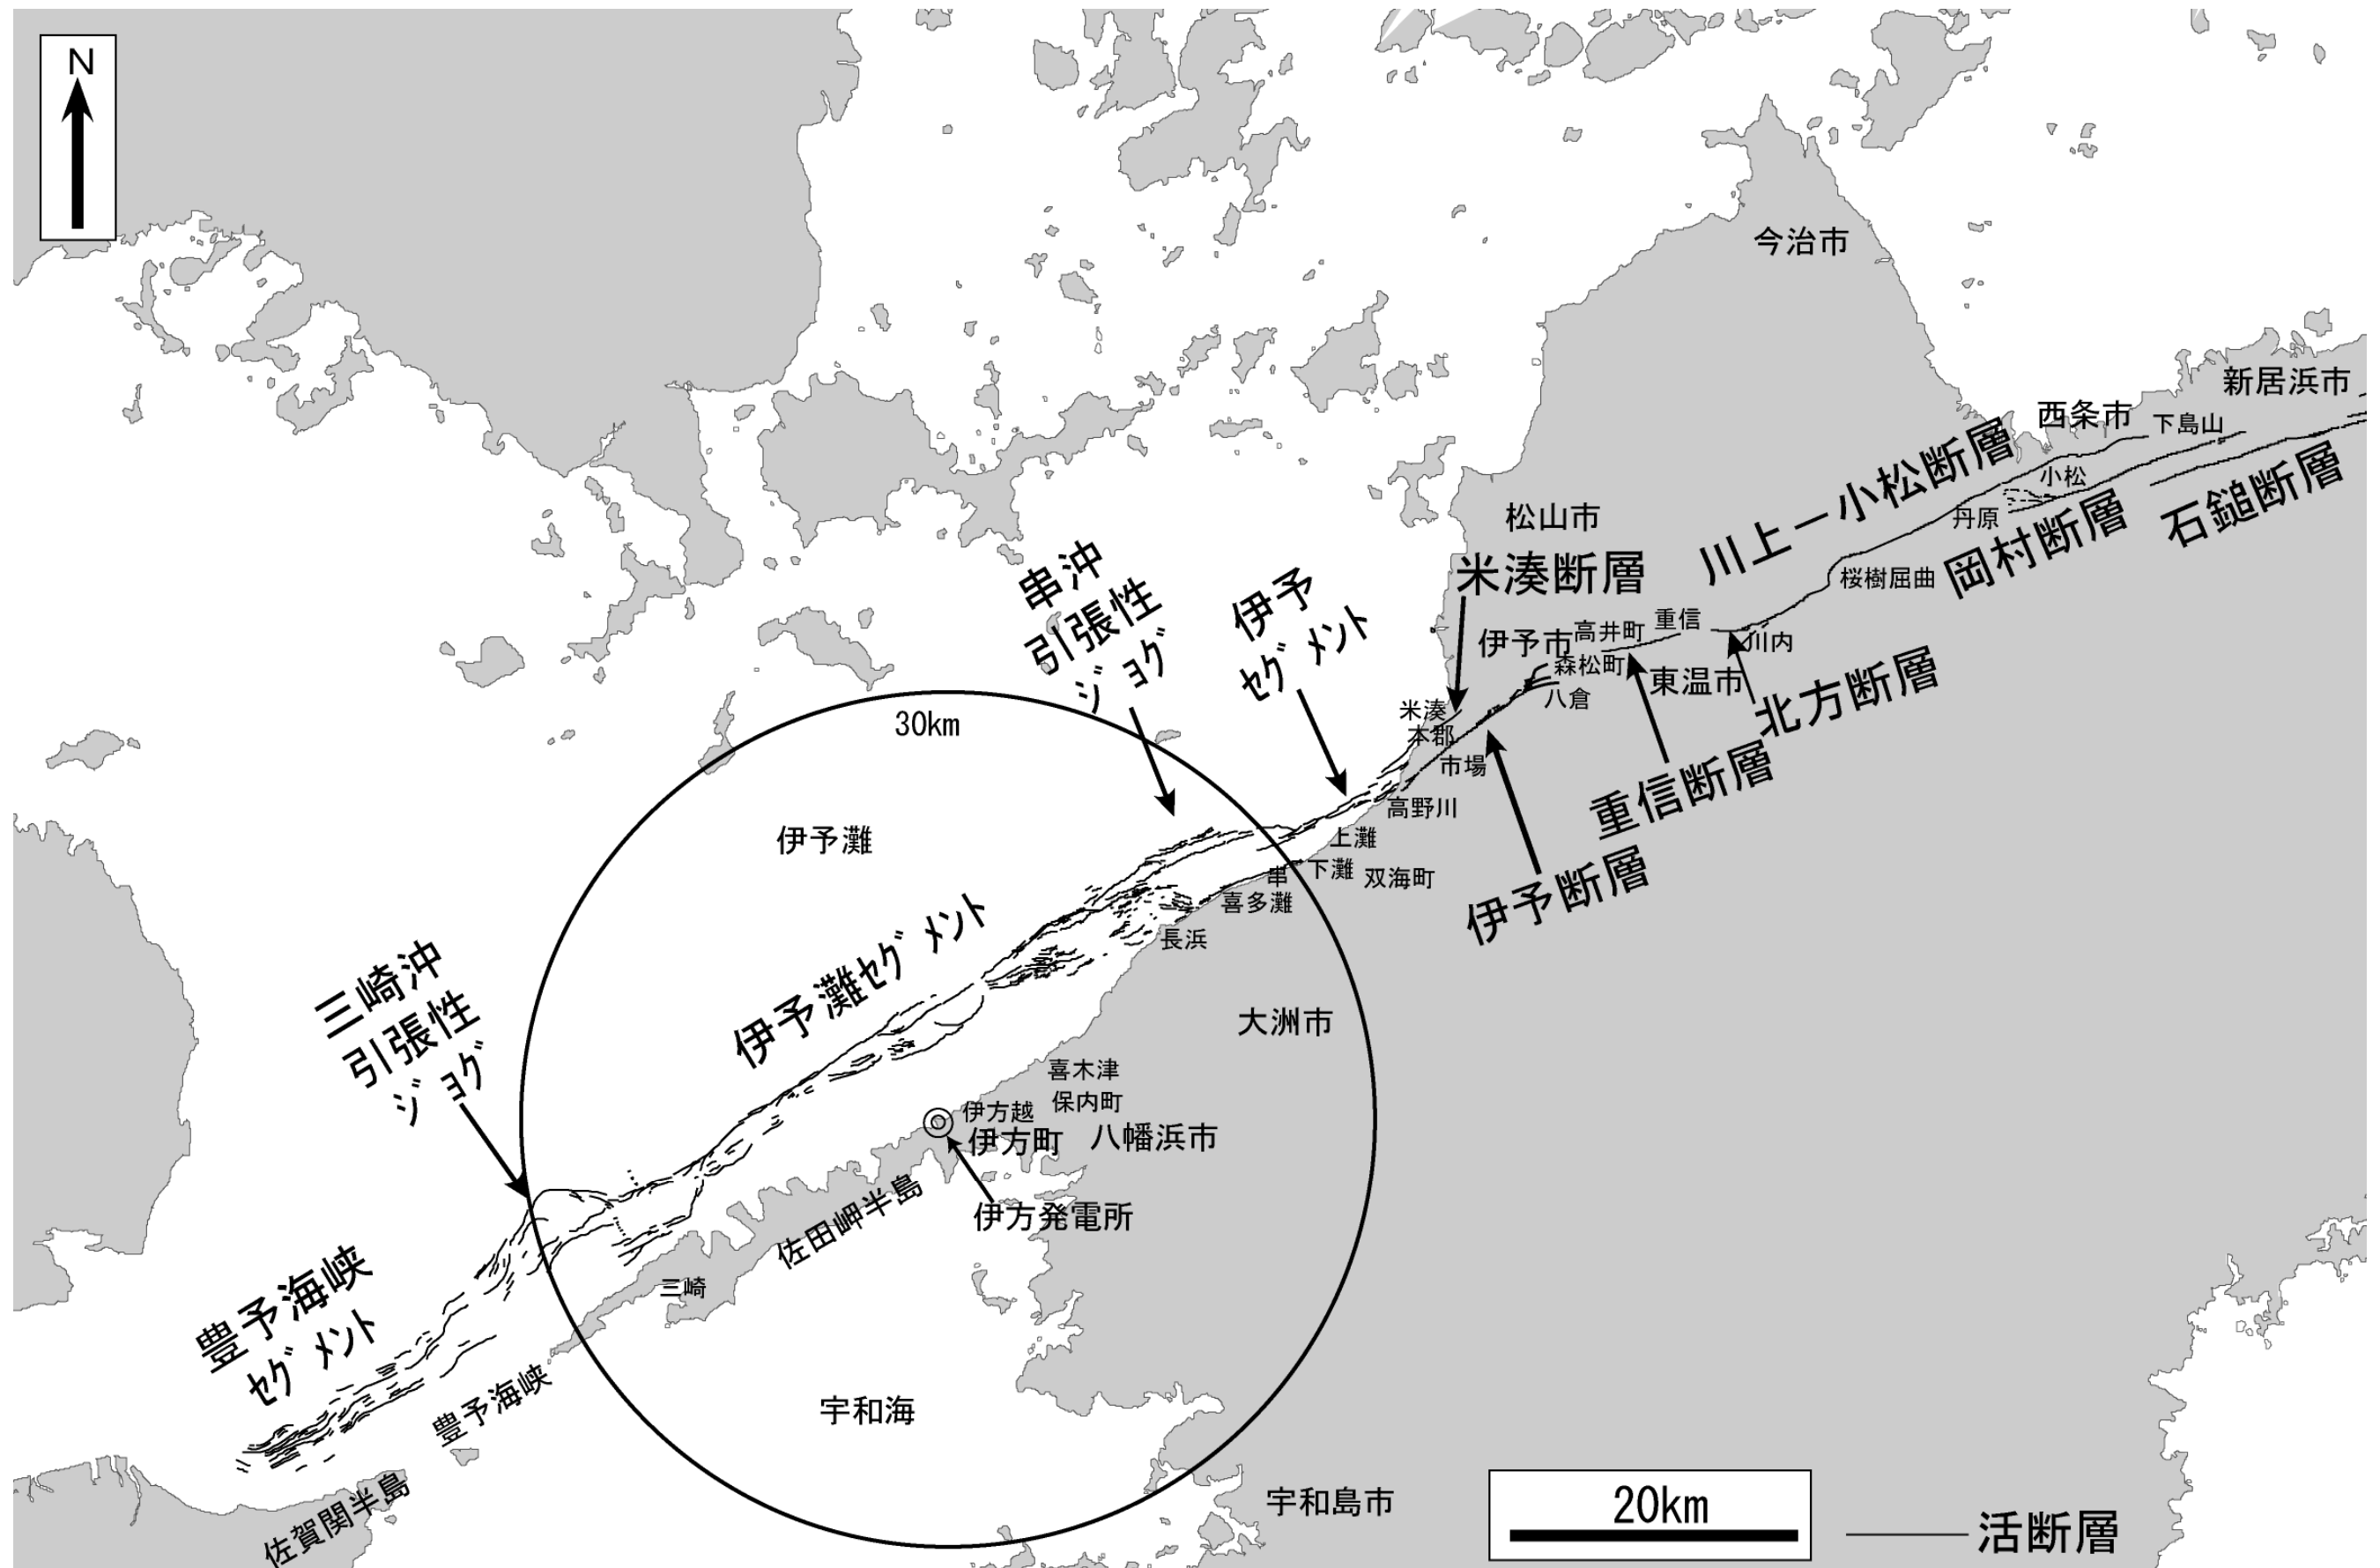 N
今治市
新居浜市
西条市
下島山
小松
丹原
川上－小松断層
岡村断層
石鎚断層
桜樹屈曲
松山市
米湊断層
伊予市
高井町
重信
川内
森松町
東温市
八倉
北方断層
重信断層
伊予断層
串沖
引張性
ジョグ
伊予
セグメント
米湊
本郡
市場
高野川
上灘
下灘
双海町
串
喜多灘
長浜
30km
伊予灘
伊予灘セグメント
三崎沖
引張性
ジョグ
大洲市
喜木津
保内町
伊方越
伊方町
八幡浜市
伊方発電所
佐田岬半島
三崎
豊予海峡
セグメント
豊予海峡
宇和海
佐賀関半島
宇和島市
20km
活断層